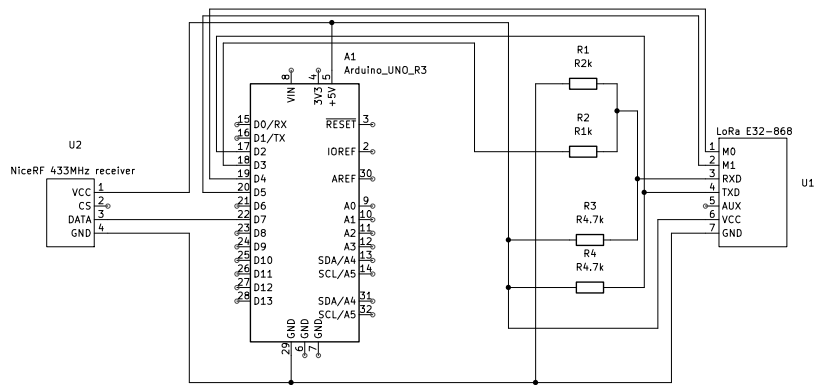 A1
Arduino_UNO_R3
8
4
5
VIN
3V3
+5V
15 D0/RX
16 D1/TX
17 D2
18 D3
19 D4
20 D5
21 D6
22 D7
23 D8
24 D9
25 D10
26 D11
27 D12
28 D13
RESET 3
IOREF 2
AREF 30
A0 9
A1 10
A2 11
A3 12
SDA/A4 13
SCL/A5 14
SDA/A4 31
SCL/A5 32
GND
GND
GND
29
6
7
U2
NiceRF 433MHz receiver
VCC 1
CS 2
DATA 3
GND 4
R1
R2k
R2
R1k
R3
R4.7k
R4
R4.7k
LoRa E32-868
U1
1 M0
2 M1
3 RXD
4 TXD
5 AUX
6 VCC
7 GND